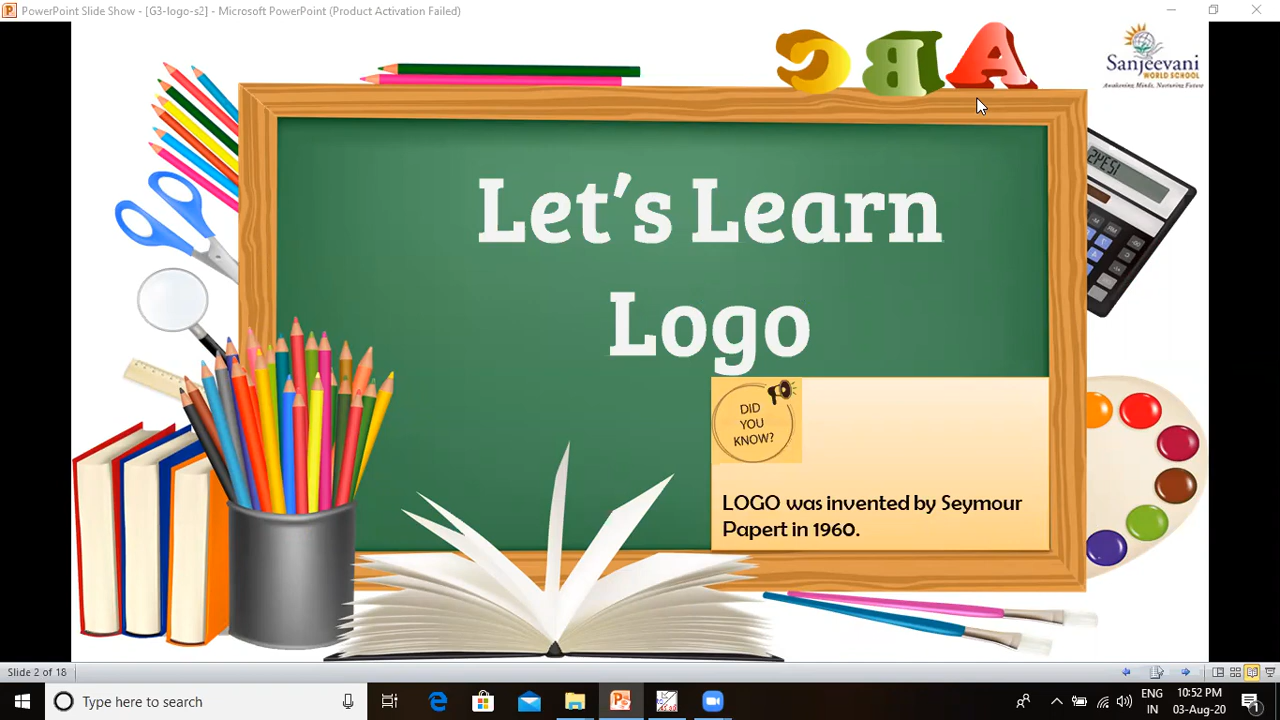 PowerPoint Slide Show - [G3-logo-s2] - Microsoft PowerPoint (Product Activation Failed)
C B A
Sanjeevani
WORLD SCHOOL
Awakening Minds, Nurturing Future
Let's Learn
Logo
DID
YOU
KNOW?
LOGO was invented by Seymour
Papert in 1960.
Slide 2 of 18
Type here to search
ENG
IN
10:52 PM
03-Aug-20
1